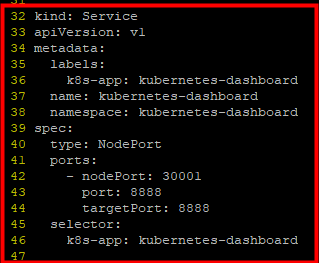 31
32 kind: Service
33 apiVersion: v1
34 metadata:
35   labels:
36     k8s-app: kubernetes-dashboard
37   name: kubernetes-dashboard
38   namespace: kubernetes-dashboard
39 spec:
40   type: NodePort
41   ports:
42     - nodePort: 30001
43       port: 8888
44       targetPort: 8888
45   selector:
46     k8s-app: kubernetes-dashboard
47